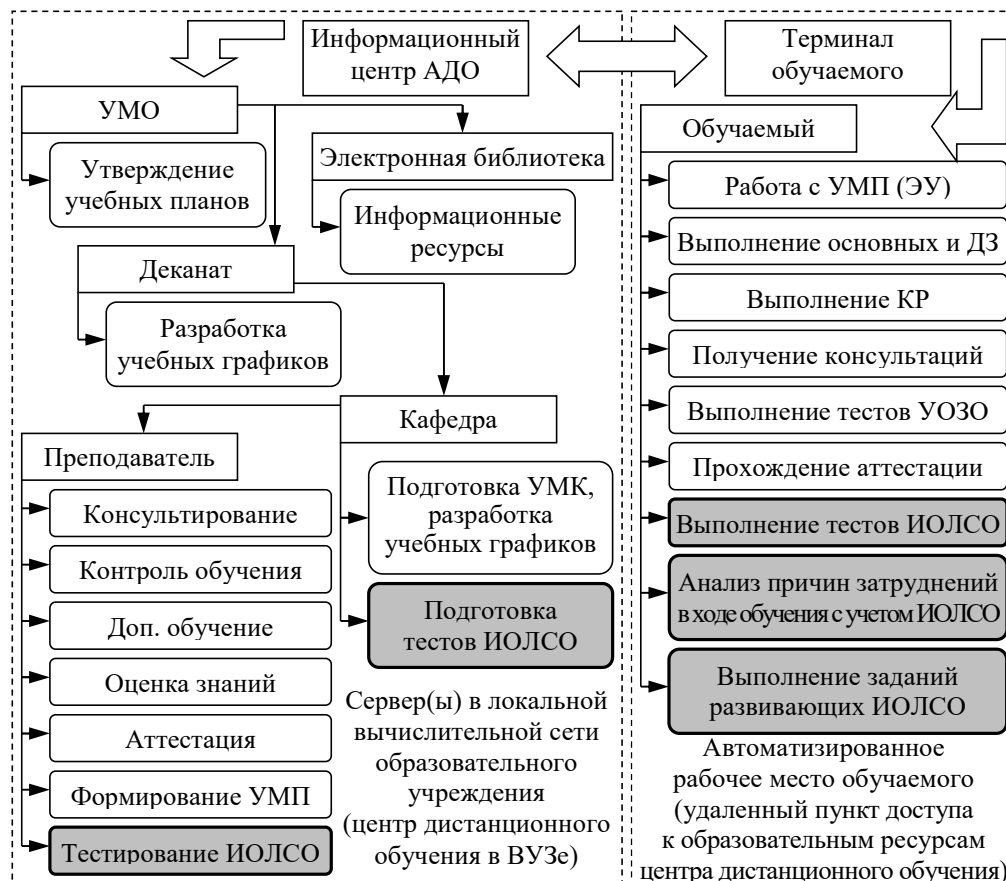 Информационный
центр АДО
УМО
Утверждение
учебных планов
Электронная библиотека
Информационные
ресурсы
Деканат
Разработка
учебных графиков
Кафедра
Преподаватель
Консультирование
Контроль обучения
Доп. обучение
Оценка знаний
Аттестация
Формирование УМП
Тестирование ИОЛСО
Подготовка УМК,
разработка
учебных графиков
Подготовка
тестов ИОЛСО
Сервер(ы) в локальной
вычислительной сети
образовательного
учреждения
(центр дистанционного
обучения в ВУЗе)
Терминал
обучаемого
Обучаемый
Работа с УМП (ЭУ)
Выполнение основных и ДЗ
Выполнение КР
Получение консультаций
Выполнение тестов УОЗО
Прохождение аттестации
Выполнение тестов ИОЛСО
Анализ причин затруднений
в ходе обучения с учетом ИОЛСО
Выполнение заданий
развивающих ИОЛСО
Автоматизированное
рабочее место обучаемого
(удаленный пункт доступа
к образовательным ресурсам
центра дистанционного обучения)